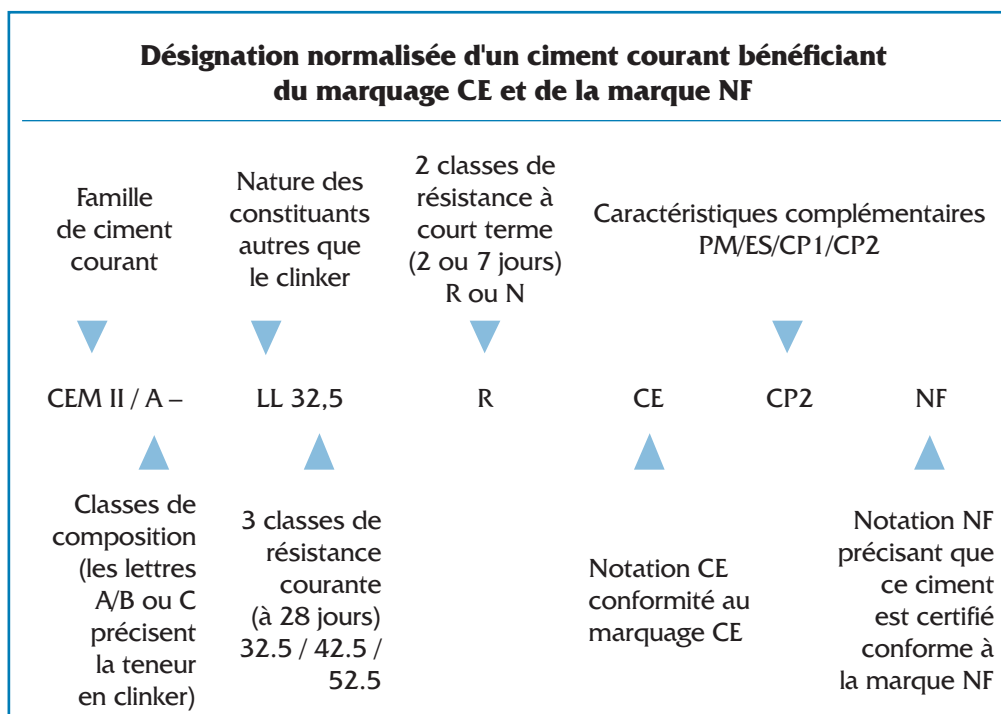 Désignation normalisée d'un ciment courant bénéficiant
du marquage CE et de la marque NF
Famille
de ciment
courant
Nature des
constituants
autres que
le clinker
2 classes de
résistance à
court terme
(2 ou 7 jours)
R ou N
Caractéristiques complémentaires
PM/ES/CP1/CP2
CEM II / A – LL 32,5 R CE CP2 NF
Classes de
composition
(les lettres
A/B ou C
précisent
la teneur
en clinker)
3 classes de
résistance
courante
(à 28 jours)
32.5 / 42.5 /
52.5
Notation CE
conformité au
marquage CE
Notation NF
précisant que
ce ciment
est certifié
conforme à
la marque NF